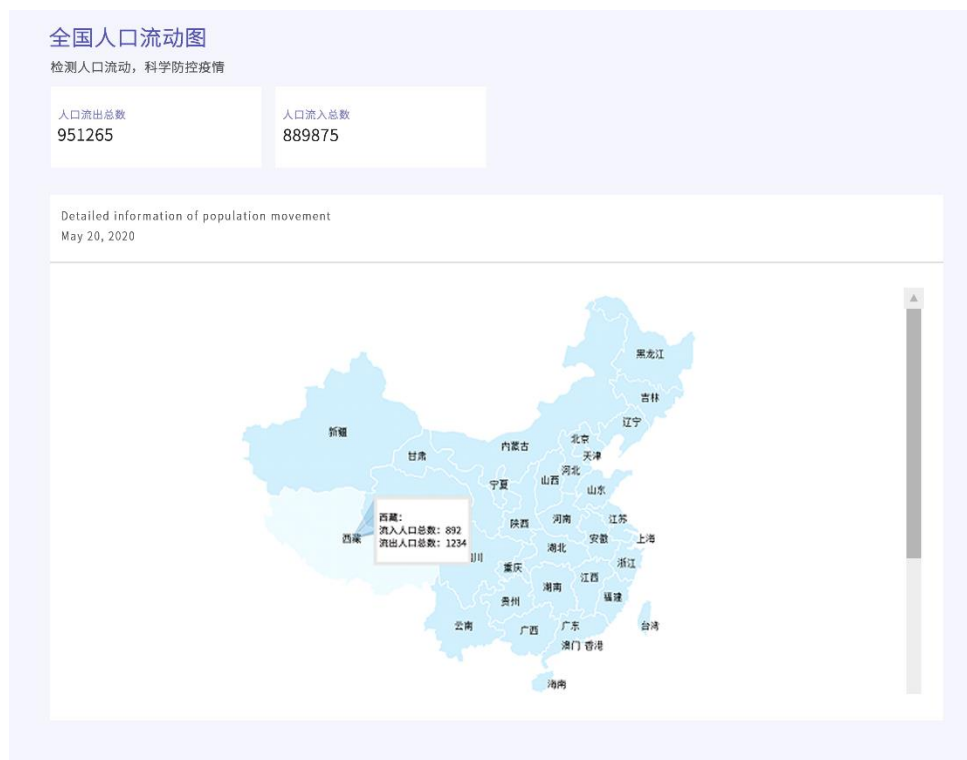 全国人口流动图
检测人口流动，科学防控疫情
人口流出总数
951265
人口流入总数
889875
Detailed information of population movement
May 20, 2020
黑龙江
吉林
辽宁
新疆
内蒙古
北京
甘肃
天津
河北
山西
宁夏
山东
西藏：
流入人口总数：892
流出人口总数：1234
西藏
陕西
河南
江苏
安徽
上海
湖北
川
浙江
重庆
江西
湖南
福建
贵州
云南
广西
广东
台湾
澳门
香港
海南